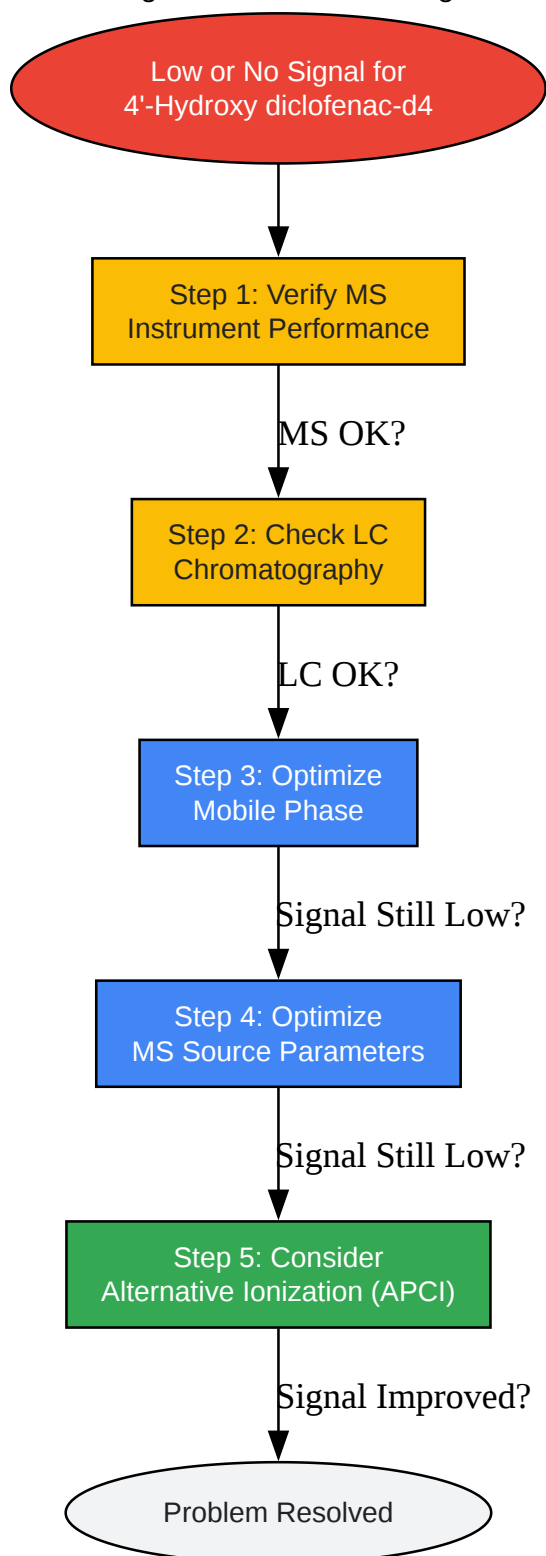 Low or No Signal for
4'-Hydroxy diclofenac-d4
Step 1: Verify MS
Instrument Performance
MS OK?
Step 2: Check LC
Chromatography
LC OK?
Step 3: Optimize
Mobile Phase
Signal Still Low?
Step 4: Optimize
MS Source Parameters
Signal Still Low?
Step 5: Consider
Alternative Ionization (APCI)
Signal Improved?
Problem Resolved